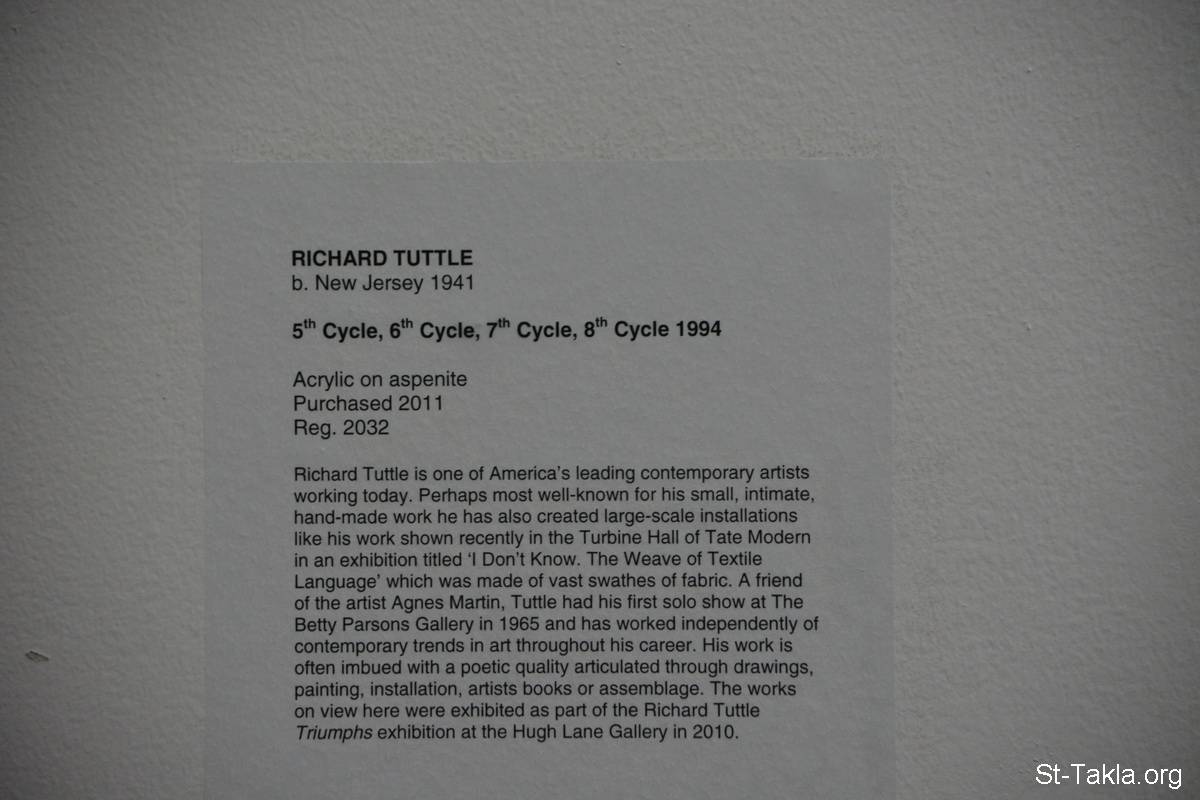 RICHARD TUTTLE
b. New Jersey 1941
5th Cycle, 6th Cycle, 7th Cycle, 8th Cycle 1994
Acrylic on aspenite
Purchased 2011
Reg. 2032
Richard Tuttle is one of America's leading contemporary artists
working today. Perhaps most well-known for his small, intimate,
hand-made work he has also created large-scale installations
like his work shown recently in the Turbine Hall of Tate Modern
in an exhibition titled ‘I Don't Know. The Weave of Textile
Language’ which was made of vast swathes of fabric. A friend
of the artist Agnes Martin, Tuttle had his first solo show at The
Betty Parsons Gallery in 1965 and has worked independently of
contemporary trends in art throughout his career. His work is
often imbued with a poetic quality articulated through drawings,
painting, installation, artists books or assemblage. The works
on view here were exhibited as part of the Richard Tuttle
Triumphs exhibition at the Hugh Lane Gallery in 2010.
St-Takla.org